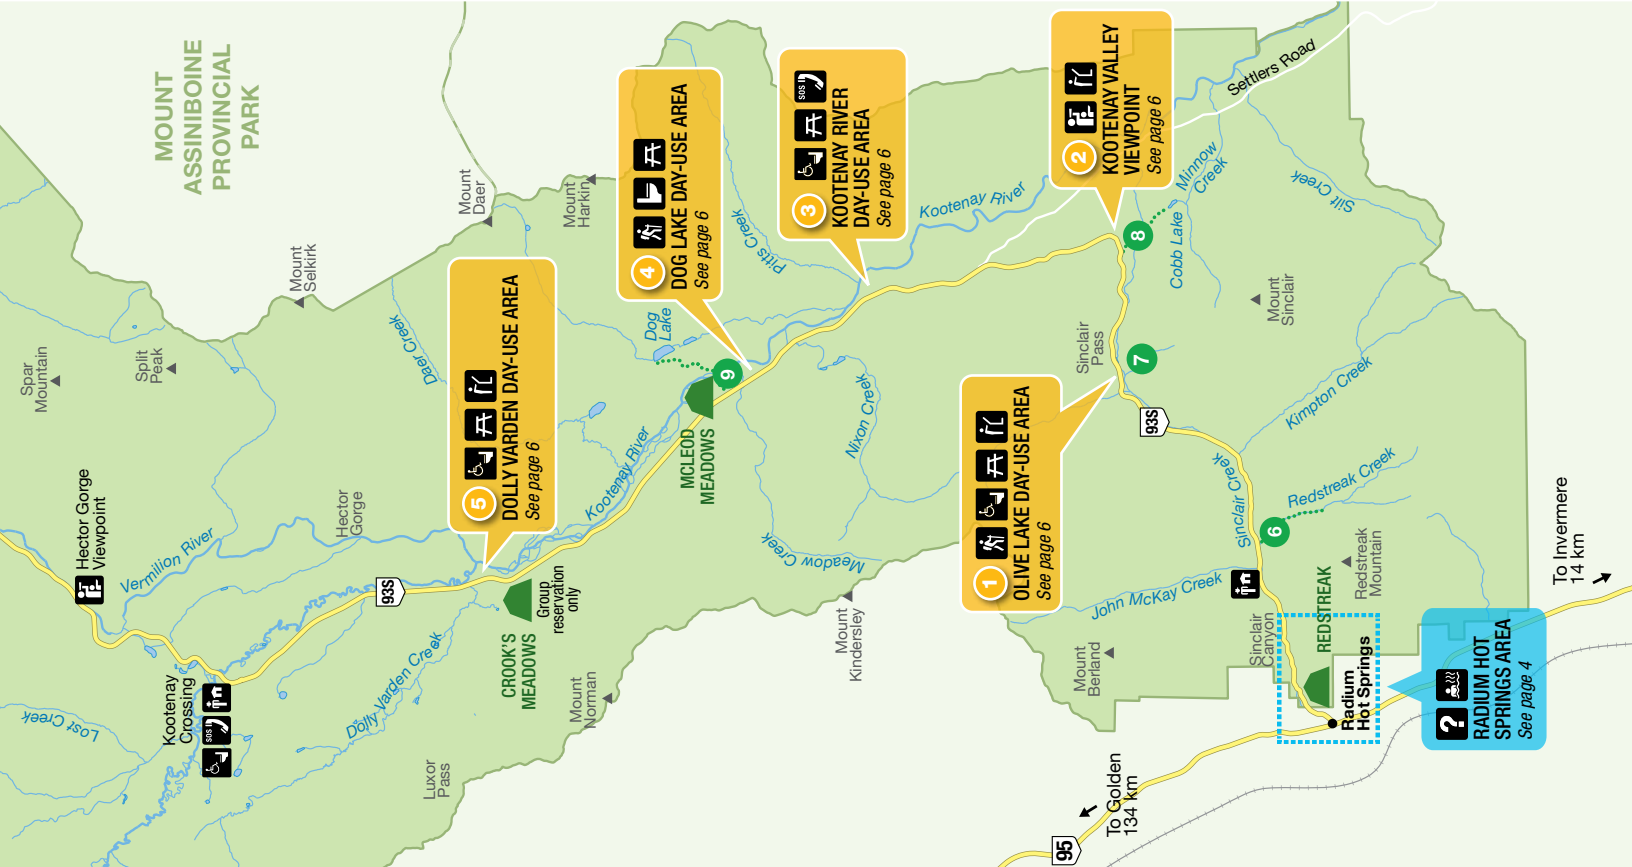 MOUNT
ASSINIBOINE
PROVINCIAL
PARK
Spar
Mountain
Split
Peak
Mount
Selkirk
Mount
Daer
Mount
Harkin
Daer Creek
Hector Gorge
Viewpoint
Vermilion River
Hector
Gorge
93S
Kootenay
Crossing
SOS
Lost Creek
Dolly Varden Creek
Luxor
Pass
CROOK'S
MEADOWS
Group
reservation
only
Mount
Norman
5
DOLLY VARDEN DAY-USE AREA
See page 6
Kootenay River
MCLEOD
MEADOWS
9
Dog
Lake
4
DOG LAKE DAY-USE AREA
See page 6
Pitts Creek
3
SOS
KOOTENAY RIVER
DAY-USE AREA
See page 6
Kootenay River
Nixon Creek
Meadow Creek
Mount
Kindersley
2
KOOTENAY VALLEY
VIEWPOINT
See page 6
Settlers Road
Minnow
Creek
Silt Creek
8
Cobb Lake
Mount
Sinclair
Sinclair
Pass
7
1
OLIVE LAKE DAY-USE AREA
See page 6
93S
Kimpton Creek
Sinclair Creek
Redstreak Creek
6
John McKay Creek
Redstreak
Mountain
Sinclair
Canyon
REDSTREAK
Mount
Berland
Radium
Hot Springs
?
RADIUM HOT
SPRINGS AREA
See page 4
To Invermere
14 km
To Golden
134 km
95